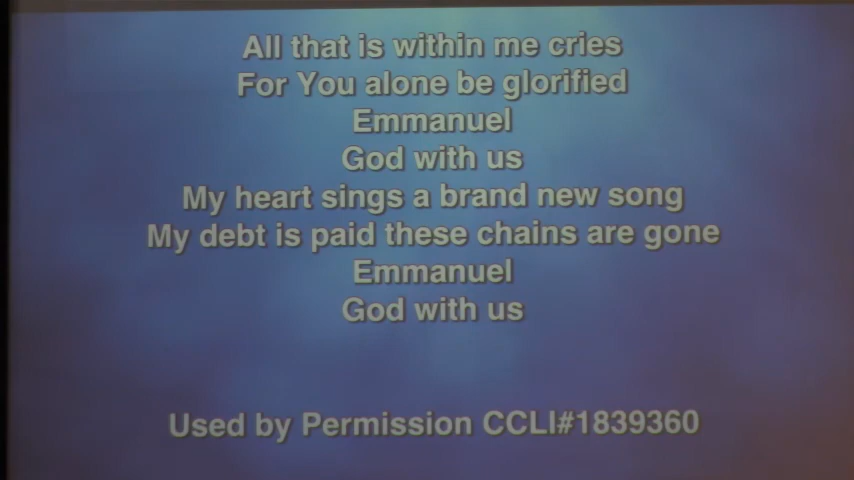 All that is within me cries
For You alone be glorified
Emmanuel
God with us
My heart sings a brand new song
My debt is paid these chains are gone
Emmanuel
God with us
Used by Permission CCLI#1839360